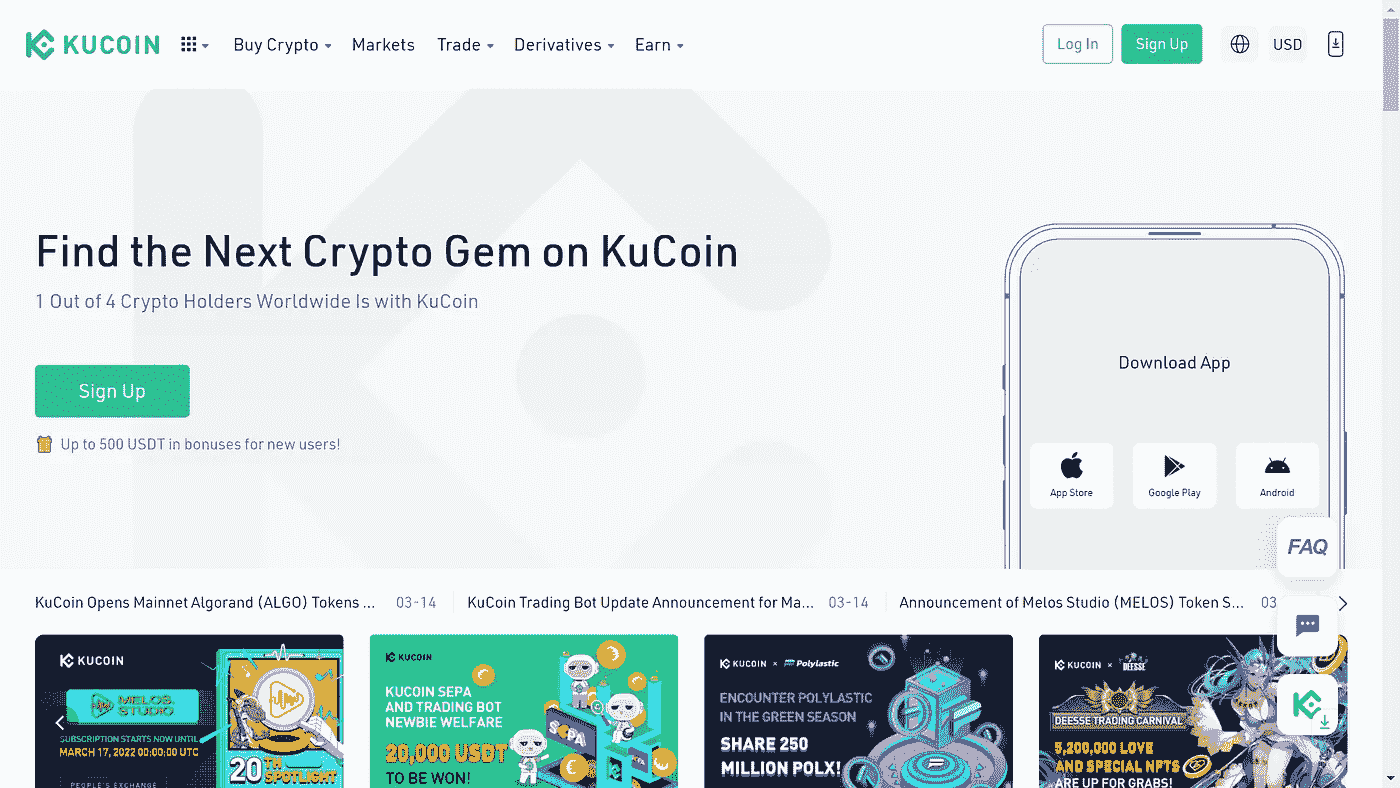 KUCOIN
Buy Crypto
Markets
Trade
Derivatives
Earn
Log In
Sign Up
USD
Find the Next Crypto Gem on KuCoin
1 Out of 4 Crypto Holders Worldwide Is with KuCoin
Sign Up
Up to 500 USDT in bonuses for new users!
Download App
App Store
Google Play
Android
FAQ
KuCoin Opens Mainnet Algorand (ALGO) Tokens ... 03-14
KuCoin Trading Bot Update Announcement for Ma... 03-14
Announcement of Melos Studio (MELOS) Token S... 03
KUCOIN
MELOS.
STUDIO
SUBSCRIPTION STARTS NOW UNTIL
MARCH 17, 2022 00:00:00 UTC
PEOPLE'S EXCHANGE
20TH
SPOTLIGHT
KUCOIN
KUCOIN SEPA
AND TRADING BOT
NEWBIE WELFARE
20,000 USDT
TO BE WON!
SEPA
KUCOIN × Polylastic
ENCOUNTER POLYLASTIC
IN THE GREEN SEASON
SHARE 250
MILLION POLX!
KUCOIN × DEESSE
DEESSE TRADING CARNIVAL
5,200,000 LOVE
AND SPECIAL NFTS
ARE UP FOR GRABS!